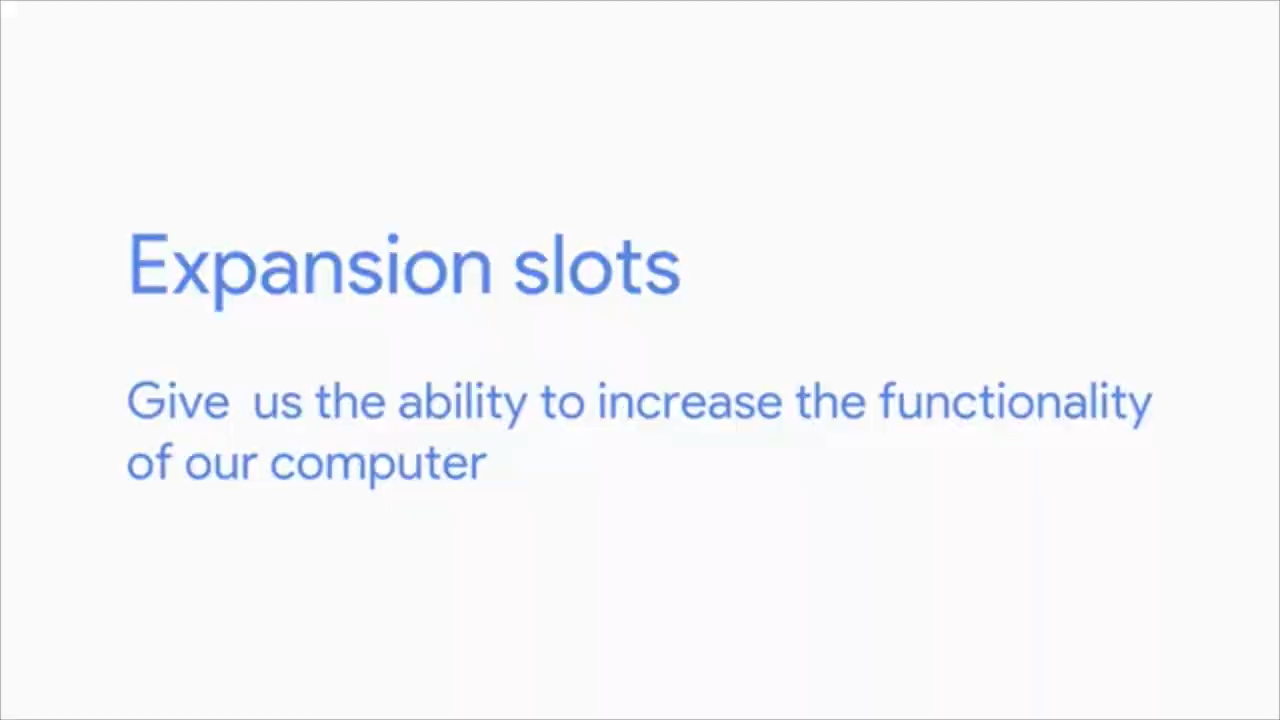 Expansion slots
Give  us the ability to increase the functionality
of our computer